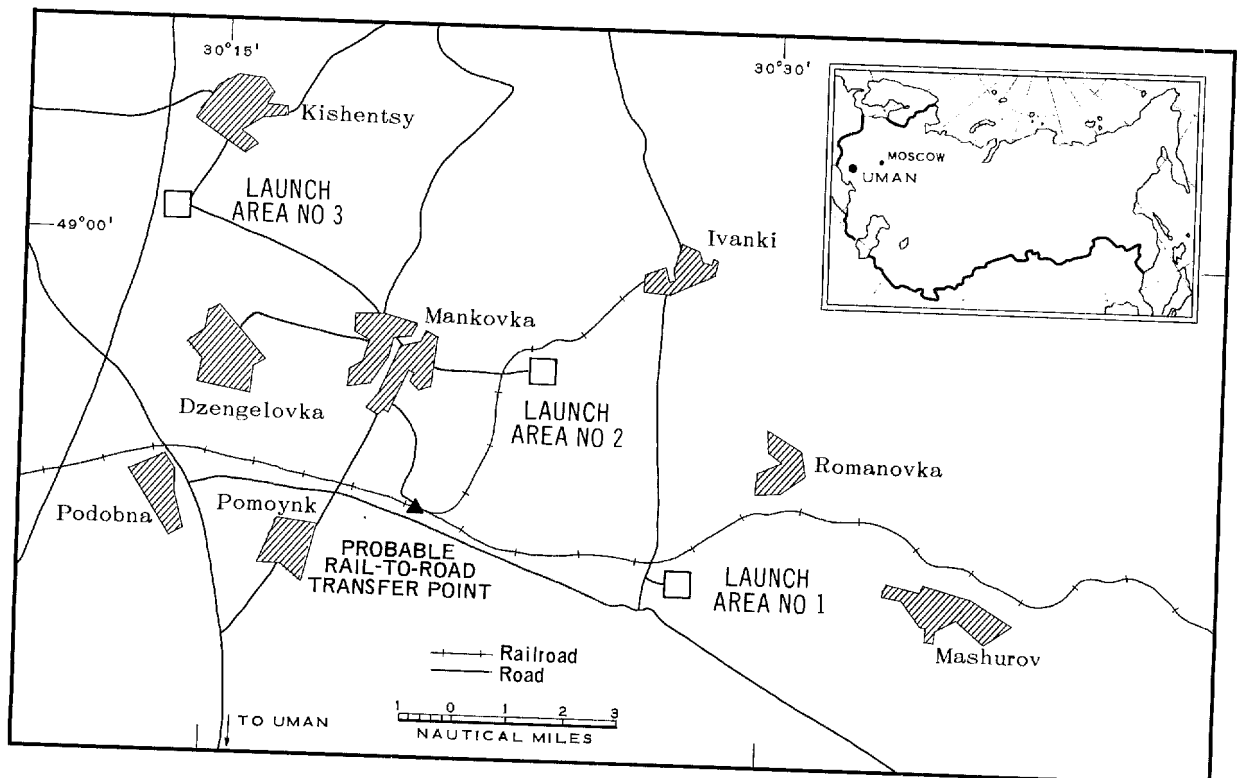 30°15'
30°30'
Kishentsy
MOSCOW
UMAN
LAUNCH
AREA NO 3
49°00'
Ivanki
Mankovka
Dzengelovka
LAUNCH
AREA NO 2
Romanovka
Podobna
Pomoynk
PROBABLE
RAIL-TO-ROAD
TRANSFER POINT
LAUNCH
AREA NO 1
Mashurov
Railroad
Road
TO UMAN
1 0 1 2 3
NAUTICAL MILES